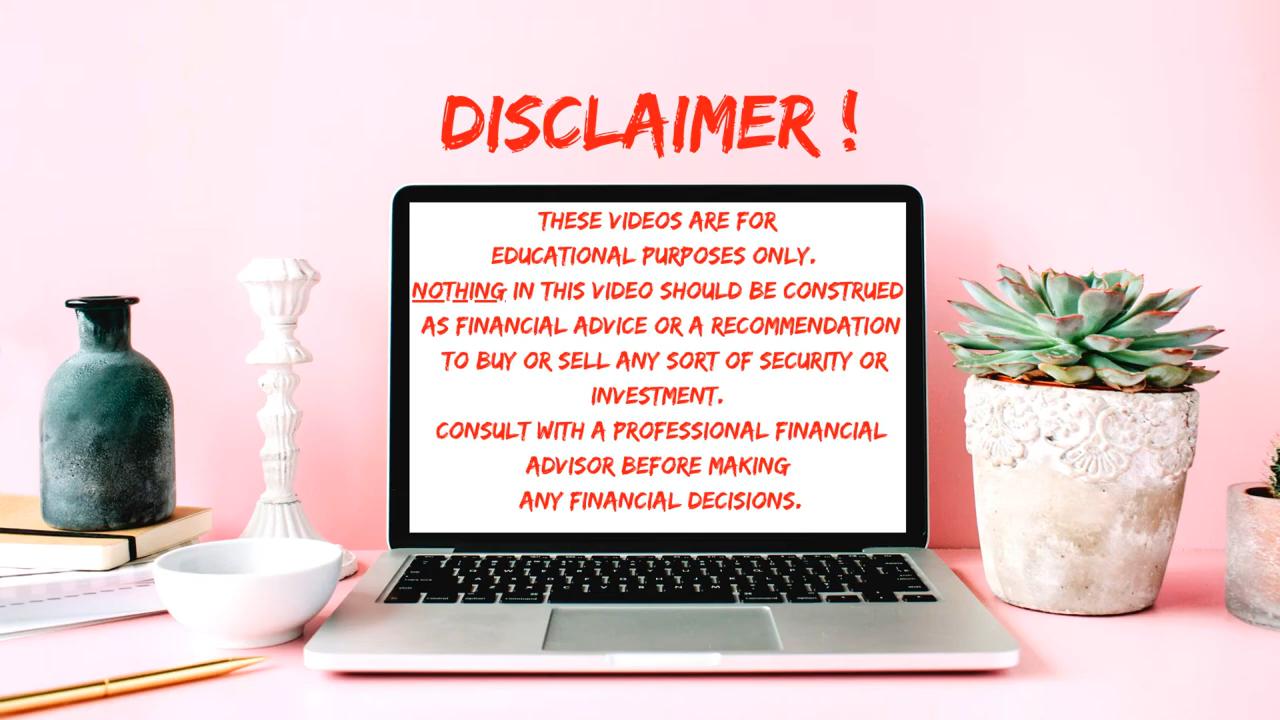 DISCLAIMER !
THESE VIDEOS ARE FOR
EDUCATIONAL PURPOSES ONLY.
NOTHING IN THIS VIDEO SHOULD BE CONSTRUED
AS FINANCIAL ADVICE OR A RECOMMENDATION
TO BUY OR SELL ANY SORT OF SECURITY OR
INVESTMENT.
CONSULT WITH A PROFESSIONAL FINANCIAL
ADVISOR BEFORE MAKING
ANY FINANCIAL DECISIONS.